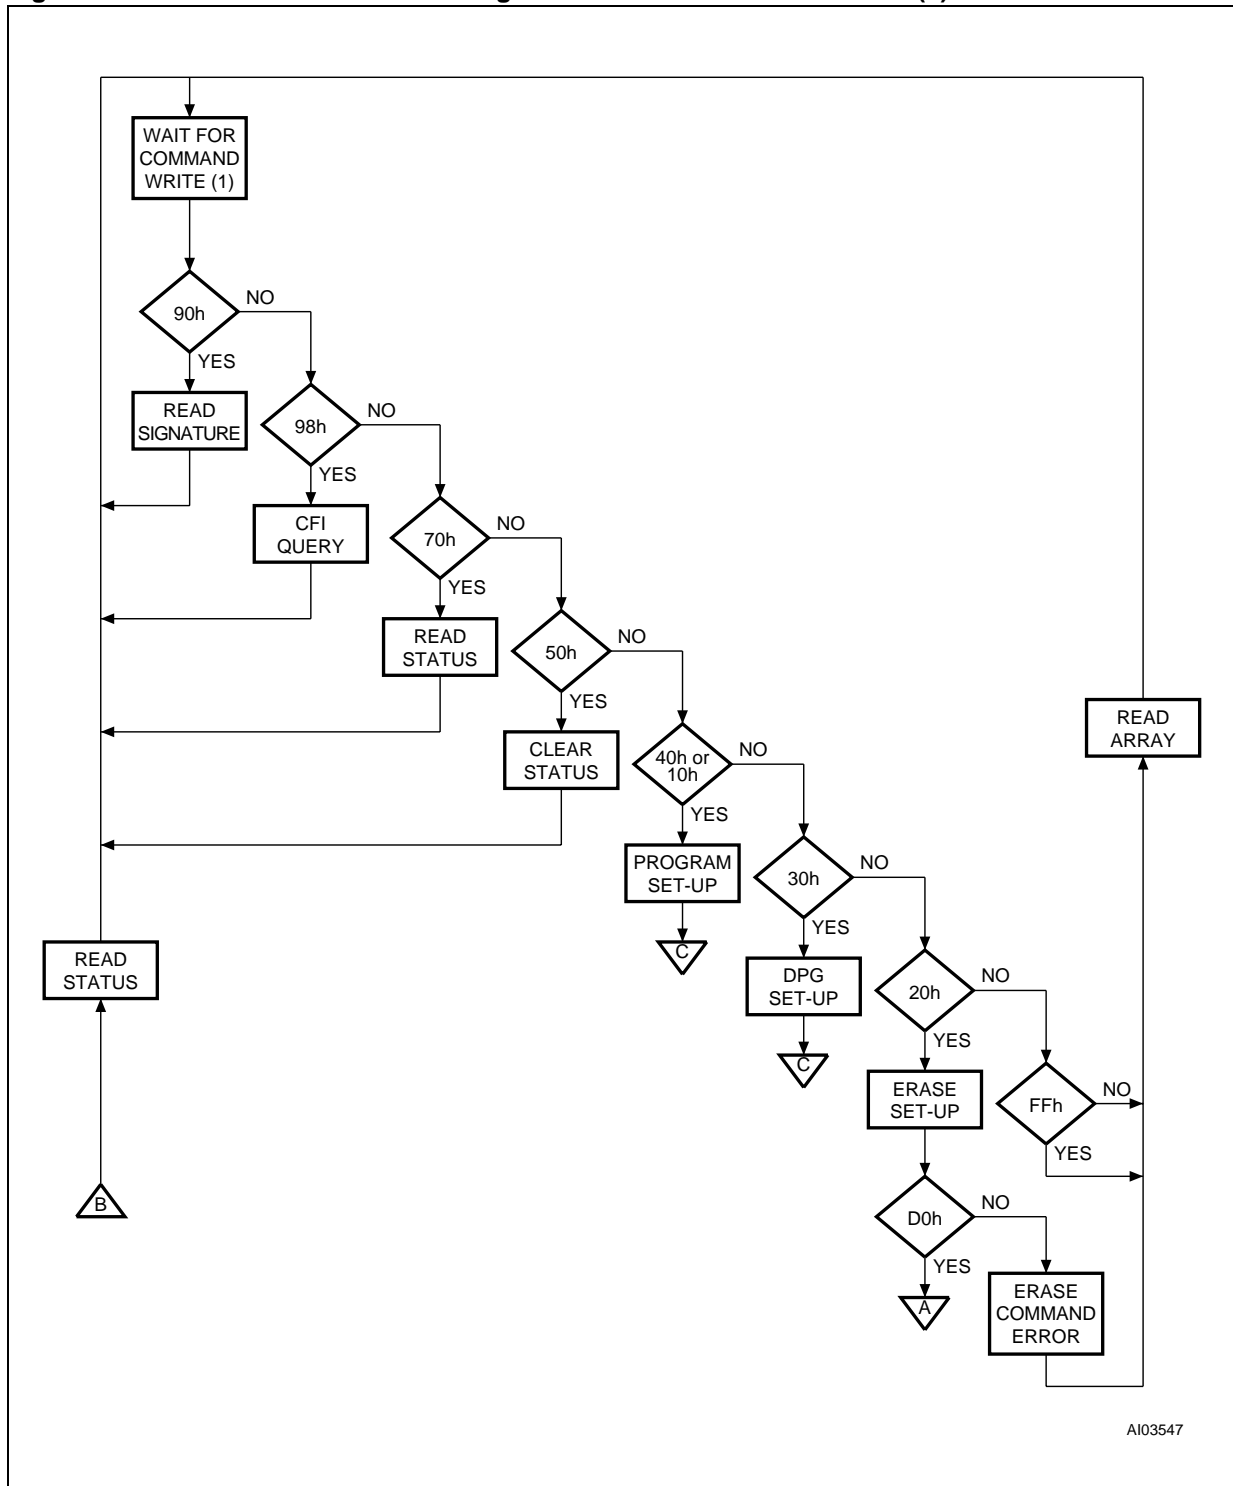 WAIT FOR
COMMAND
WRITE (1)
90h
NO
YES
READ
SIGNATURE
98h
NO
YES
CFI
QUERY
70h
NO
YES
READ
STATUS
50h
NO
YES
CLEAR
STATUS
40h or
10h
NO
YES
PROGRAM
SET-UP
C
30h
NO
YES
DPG
SET-UP
C
20h
NO
YES
ERASE
SET-UP
FFh
NO
YES
READ
ARRAY
D0h
NO
YES
A
ERASE
COMMAND
ERROR
READ
STATUS
B
AI03547